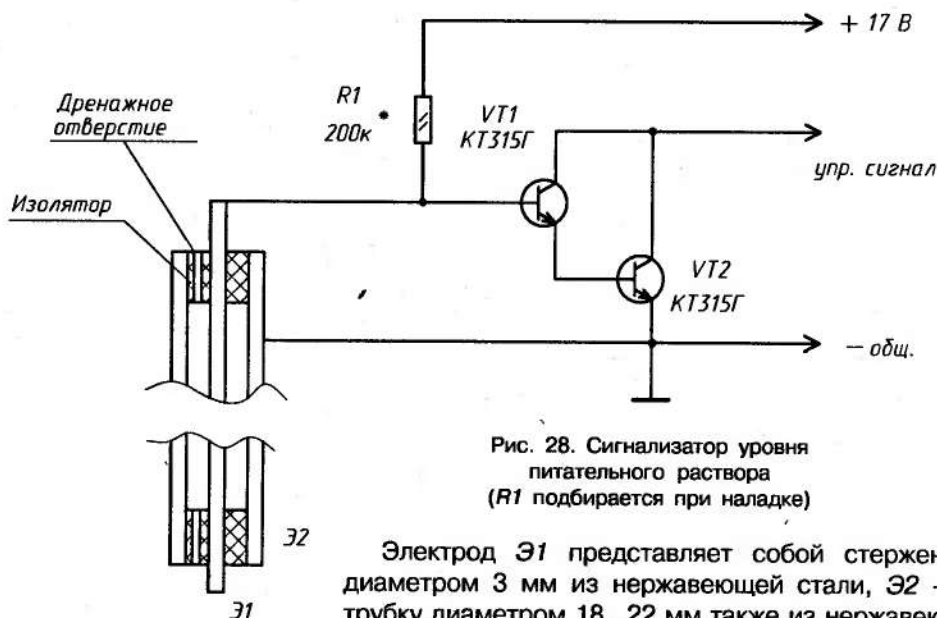 + 17 В
Дренажное
отверстие
R1
*
200к
VT1
КТ315Г
упр. сигнал
Изолятор
VT2
КТ315Г
— общ.
Рис. 28. Сигнализатор уровня
питательного раствора
(R1 подбирается при наладке)
Э2
Э1
Электрод Э1 представляет собой стержен
диаметром 3 мм из нержавеющей стали, Э2 -
трубку диаметром 18...22 мм также из нержавею